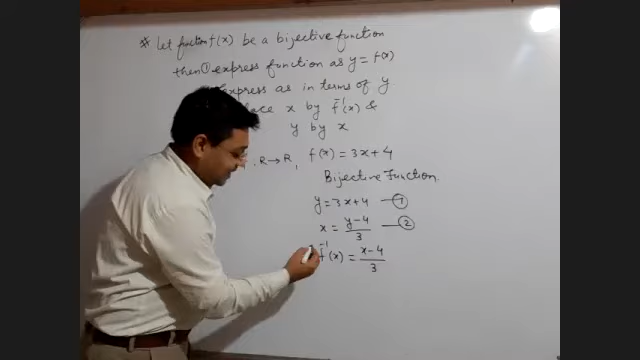 ** Let function f(x) be a bijective function
then ① express function as y = f(x)
express as in terms of y
x by f⁻¹(x) &
y by x
: R → R, f(x) = 3x + 4
Bijective Function.
y = 3x + 4 — ①
x = (y - 4)/3 — ②
f⁻¹(x) = (x - 4)/3